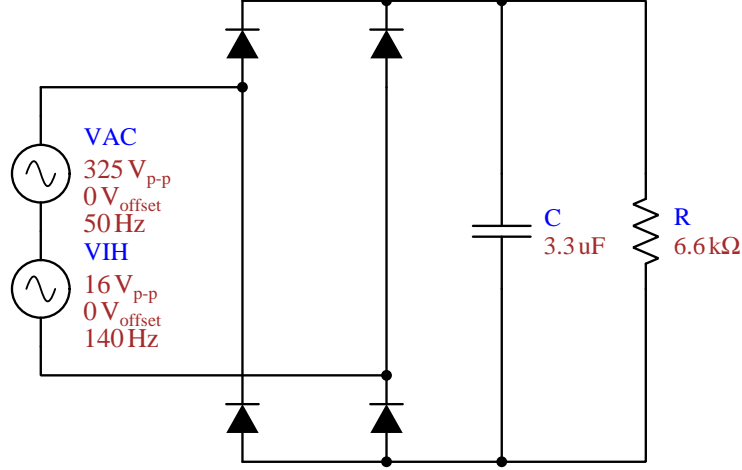 VAC
325 Vp-p
0 Voffset
50 Hz
VIH
16 Vp-p
0 Voffset
140 Hz
C
3.3 uF
R
6.6 kΩ